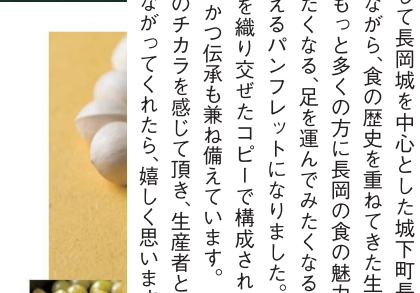 して長岡城を中心とした城下町長
ながら、食の歴史を重ねてきた生
もっと多くの方に長岡の食の魅力
たくなる、足を運んでみたくなる
えるパンフレットになりました。
を織り交ぜたコピーで構成され
かつ伝承も兼ね備えています。
のチカラを感じて頂き、生産者と
ながってくれたら、嬉しく思います